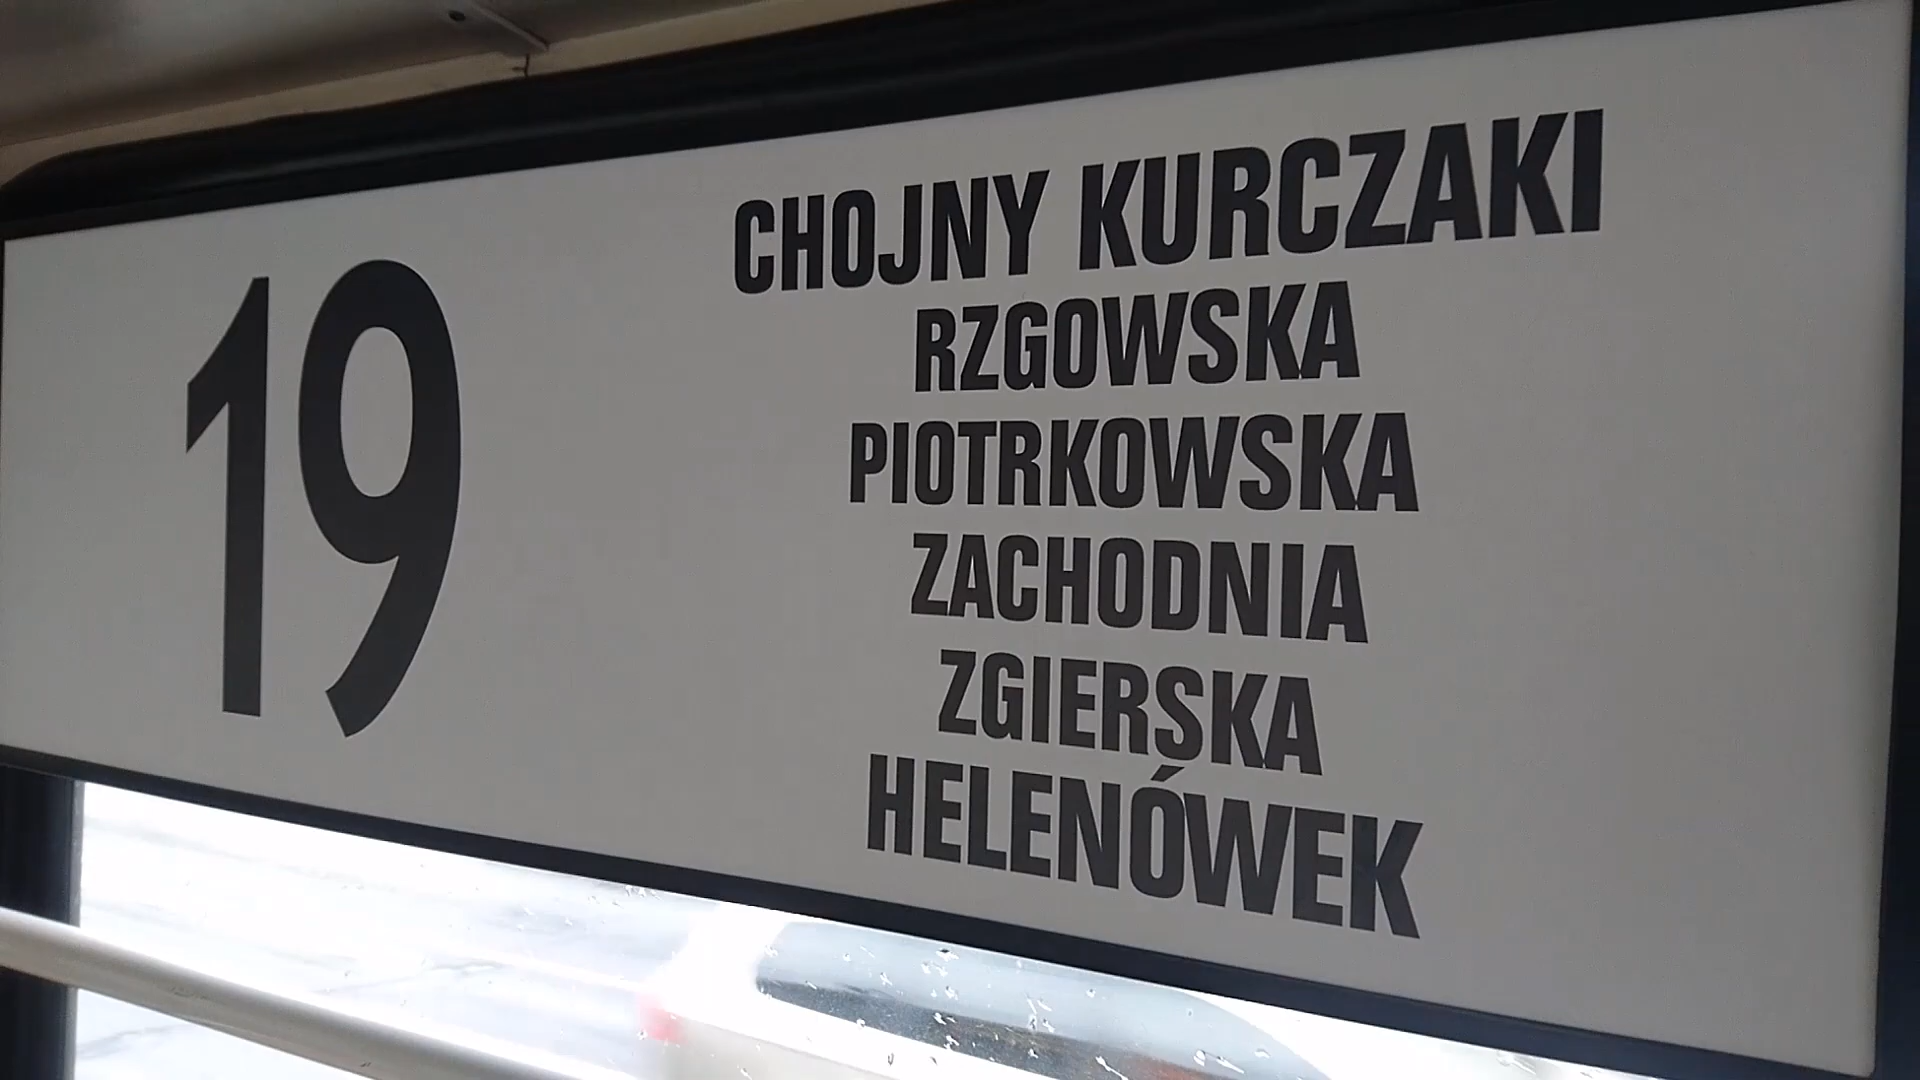 19
CHOJNY KURCZAKI
RZGOWSKA
PIOTRKOWSKA
ZACHODNIA
ZGIERSKA
HELENÓWEK